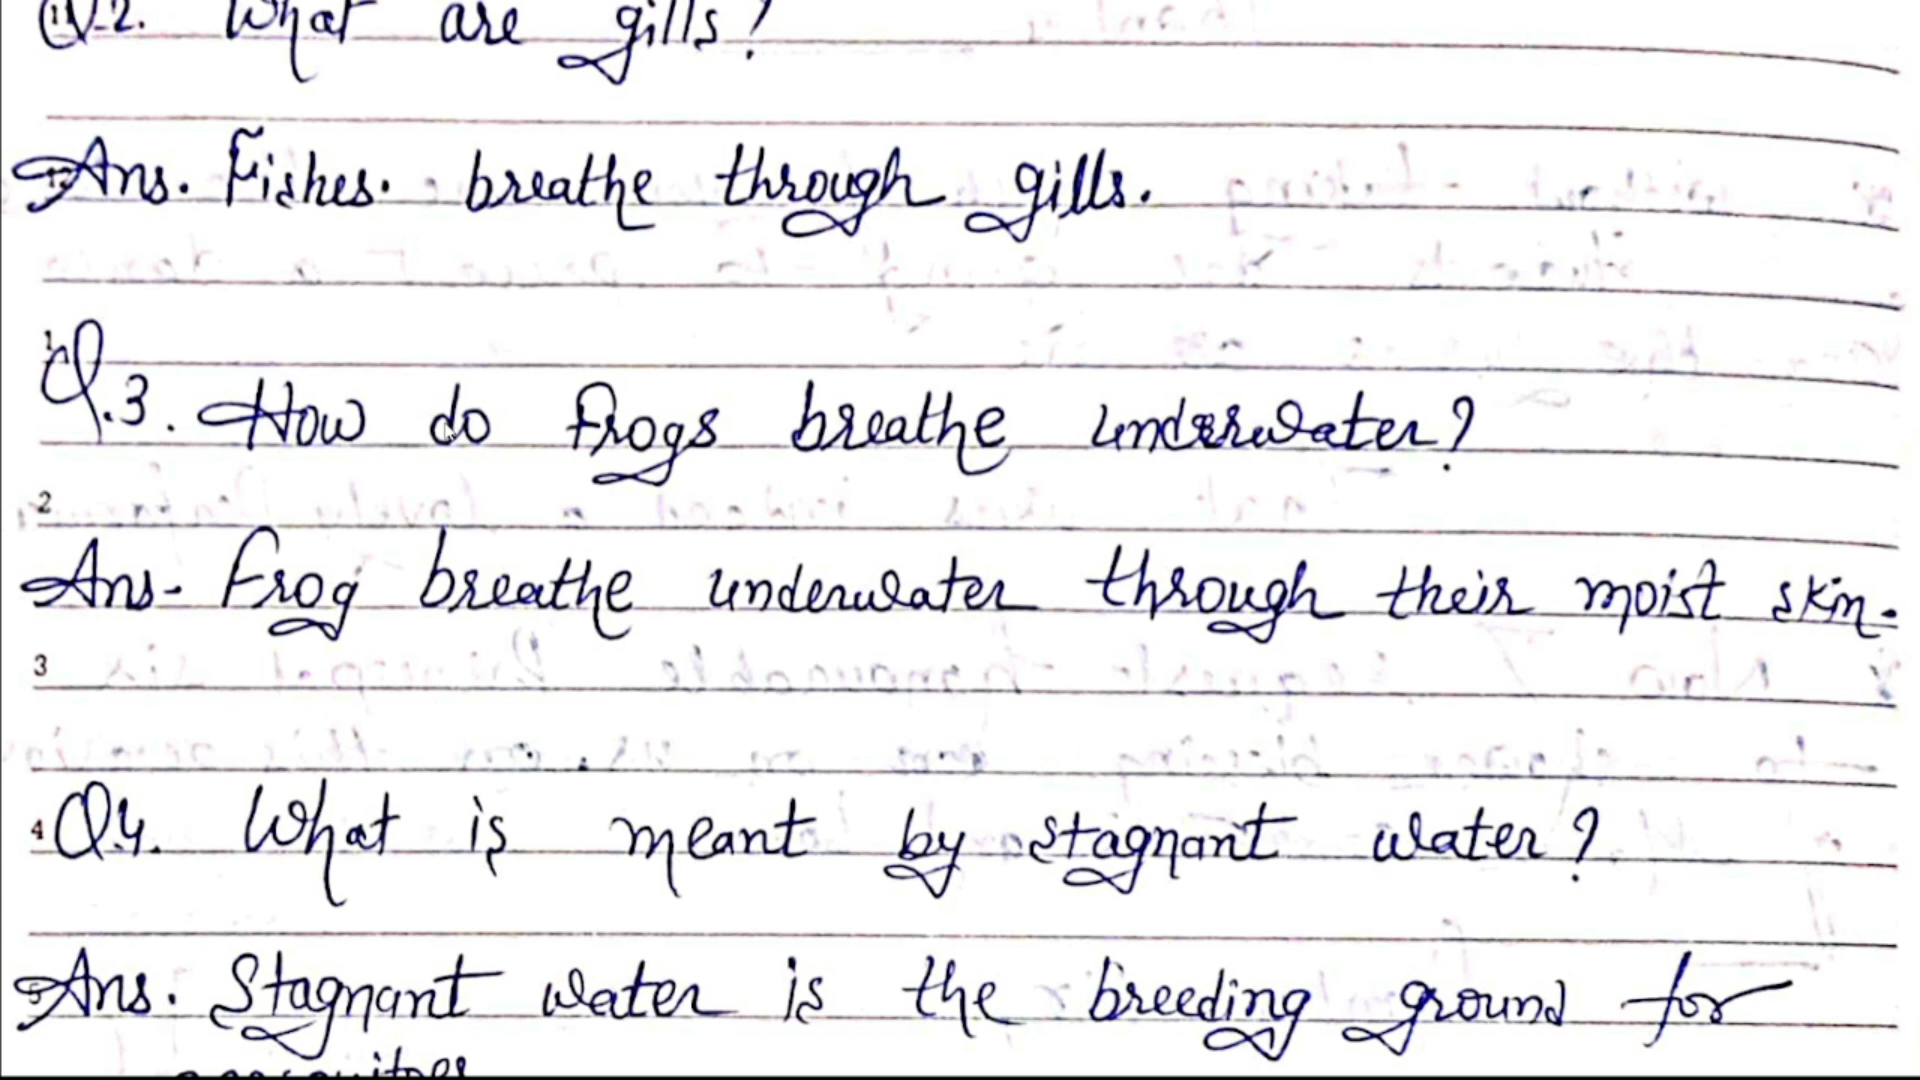 Q.2. What are gills?
Ans. Fishes. breathe through gills.
Q.3. How do frogs breathe underwater?
Ans- Frog breathe underwater through their moist skin.
Q.4. What is meant by stagnant water?
Ans. Stagnant water is the breeding ground for